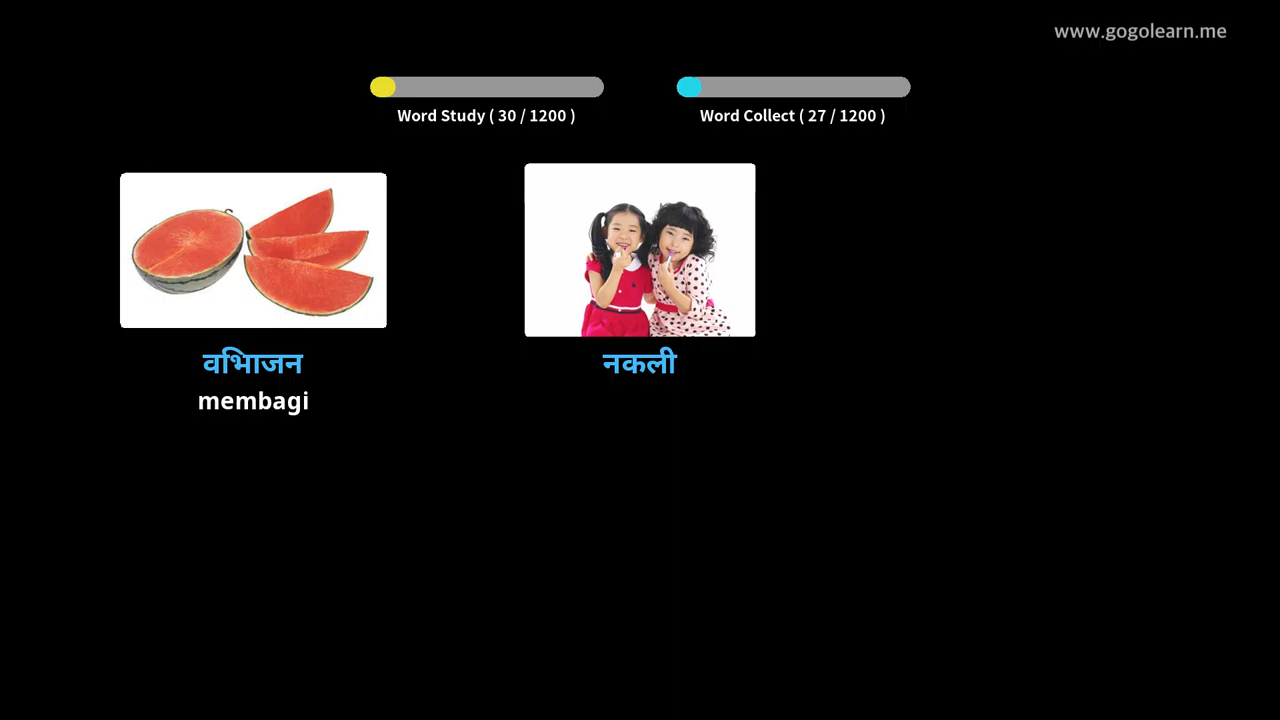 www.gogolearn.me
Word Study ( 30 / 1200 )
Word Collect ( 27 / 1200 )
वभिाजन
membagi
नकली